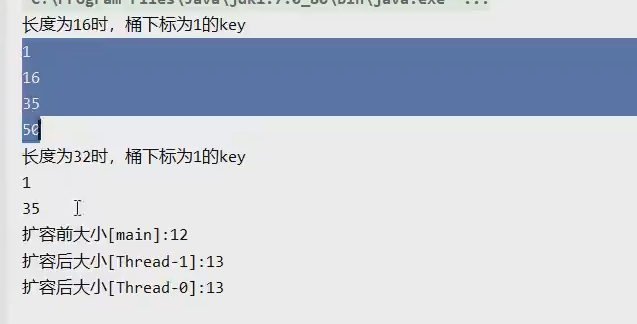 C:\Program Files\Java\jdk1.7.0_80\bin\java.exe" ...
长度为16时，桶下标为1的key
1
16
35
50
长度为32时，桶下标为1的key
1
35
扩容前大小[main]:12
扩容后大小[Thread-1]:13
扩容后大小[Thread-0]:13